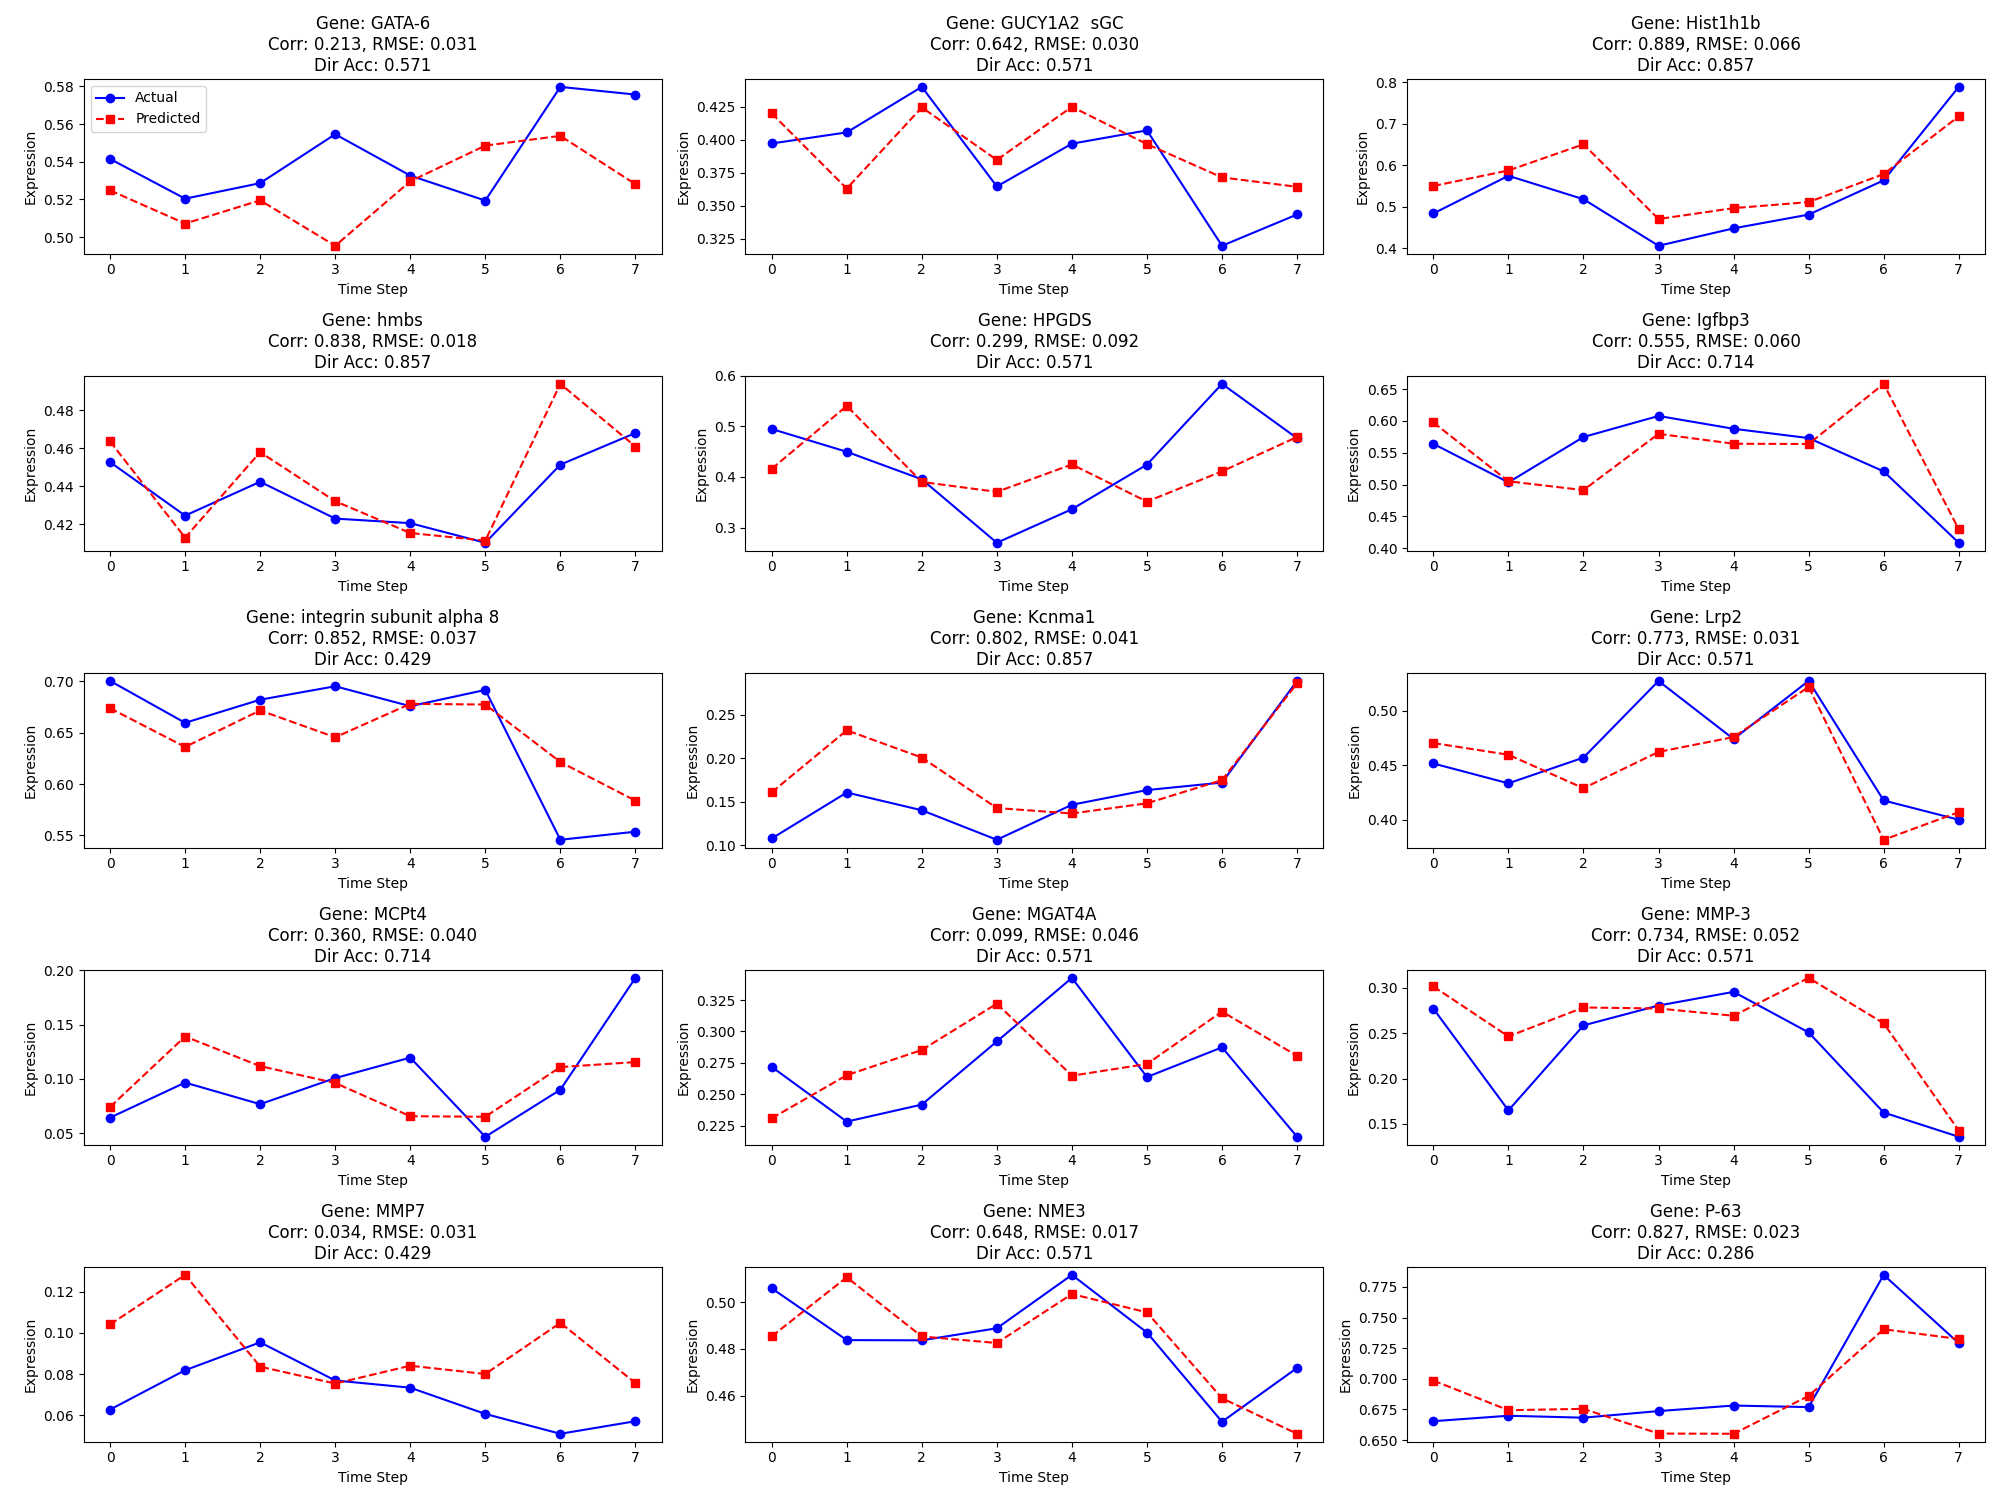 Gene: GATA-6
Corr: 0.213, RMSE: 0.031
Dir Acc: 0.571
0.58
0.56
0.54
0.52
0.50
Expression
Actual
Predicted
0 1 2 3 4 5 6 7
Time Step
Gene: GUCY1A2  sGC
Corr: 0.642, RMSE: 0.030
Dir Acc: 0.571
0.425
0.400
0.375
0.350
0.325
Expression
0 1 2 3 4 5 6 7
Time Step
Gene: Hist1h1b
Corr: 0.889, RMSE: 0.066
Dir Acc: 0.857
0.8
0.7
0.6
0.5
0.4
Expression
0 1 2 3 4 5 6 7
Time Step
Gene: hmbs
Corr: 0.838, RMSE: 0.018
Dir Acc: 0.857
0.48
0.46
0.44
0.42
Expression
0 1 2 3 4 5 6 7
Time Step
Gene: HPGDS
Corr: 0.299, RMSE: 0.092
Dir Acc: 0.571
0.6
0.5
0.4
0.3
Expression
0 1 2 3 4 5 6 7
Time Step
Gene: Igfbp3
Corr: 0.555, RMSE: 0.060
Dir Acc: 0.714
0.65
0.60
0.55
0.50
0.45
0.40
Expression
0 1 2 3 4 5 6 7
Time Step
Gene: integrin subunit alpha 8
Corr: 0.852, RMSE: 0.037
Dir Acc: 0.429
0.70
0.65
0.60
0.55
Expression
0 1 2 3 4 5 6 7
Time Step
Gene: Kcnma1
Corr: 0.802, RMSE: 0.041
Dir Acc: 0.857
0.25
0.20
0.15
0.10
Expression
0 1 2 3 4 5 6 7
Time Step
Gene: Lrp2
Corr: 0.773, RMSE: 0.031
Dir Acc: 0.571
0.50
0.45
0.40
Expression
0 1 2 3 4 5 6 7
Time Step
Gene: MCPt4
Corr: 0.360, RMSE: 0.040
Dir Acc: 0.714
0.20
0.15
0.10
0.05
Expression
0 1 2 3 4 5 6 7
Time Step
Gene: MGAT4A
Corr: 0.099, RMSE: 0.046
Dir Acc: 0.571
0.325
0.300
0.275
0.250
0.225
Expression
0 1 2 3 4 5 6 7
Time Step
Gene: MMP-3
Corr: 0.734, RMSE: 0.052
Dir Acc: 0.571
0.30
0.25
0.20
0.15
Expression
0 1 2 3 4 5 6 7
Time Step
Gene: MMP7
Corr: 0.034, RMSE: 0.031
Dir Acc: 0.429
0.12
0.10
0.08
0.06
Expression
0 1 2 3 4 5 6 7
Time Step
Gene: NME3
Corr: 0.648, RMSE: 0.017
Dir Acc: 0.571
0.50
0.48
0.46
Expression
0 1 2 3 4 5 6 7
Time Step
Gene: P-63
Corr: 0.827, RMSE: 0.023
Dir Acc: 0.286
0.775
0.750
0.725
0.700
0.675
0.650
Expression
0 1 2 3 4 5 6 7
Time Step